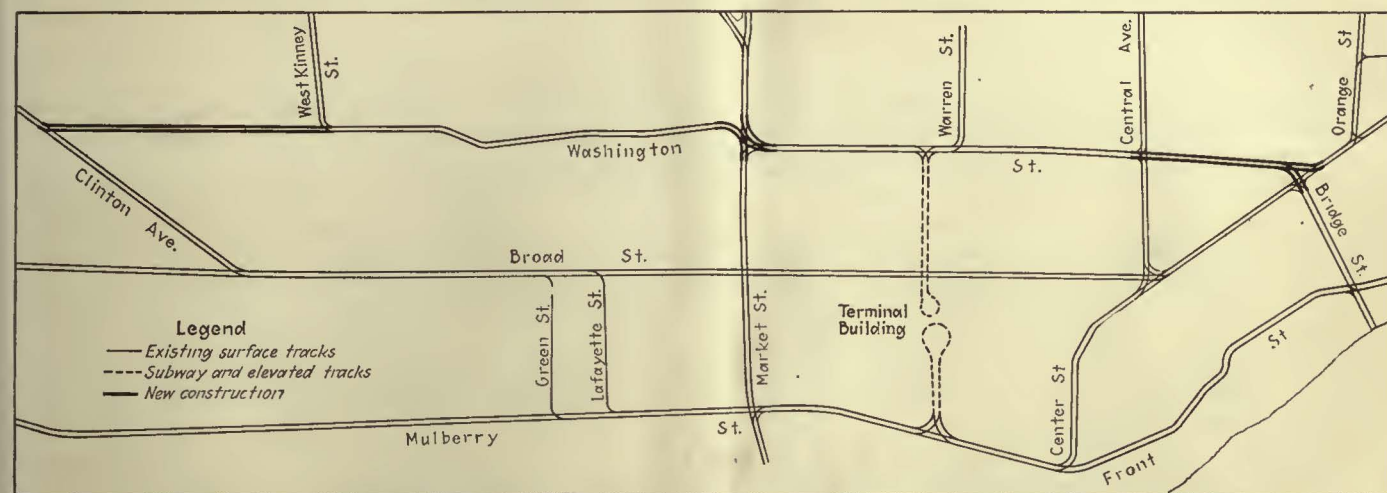 West Kinney
St.
Warren St.
Central Ave.
Orange St
Washington
St.
Clinton
Ave.
Bridge
St.
Broad St.
Green St.
Lafayette St.
Market St.
Terminal
Building
Legend
Existing surface tracks
Subway and elevated tracks
New construction
Center St
Mulberry St.
Front St